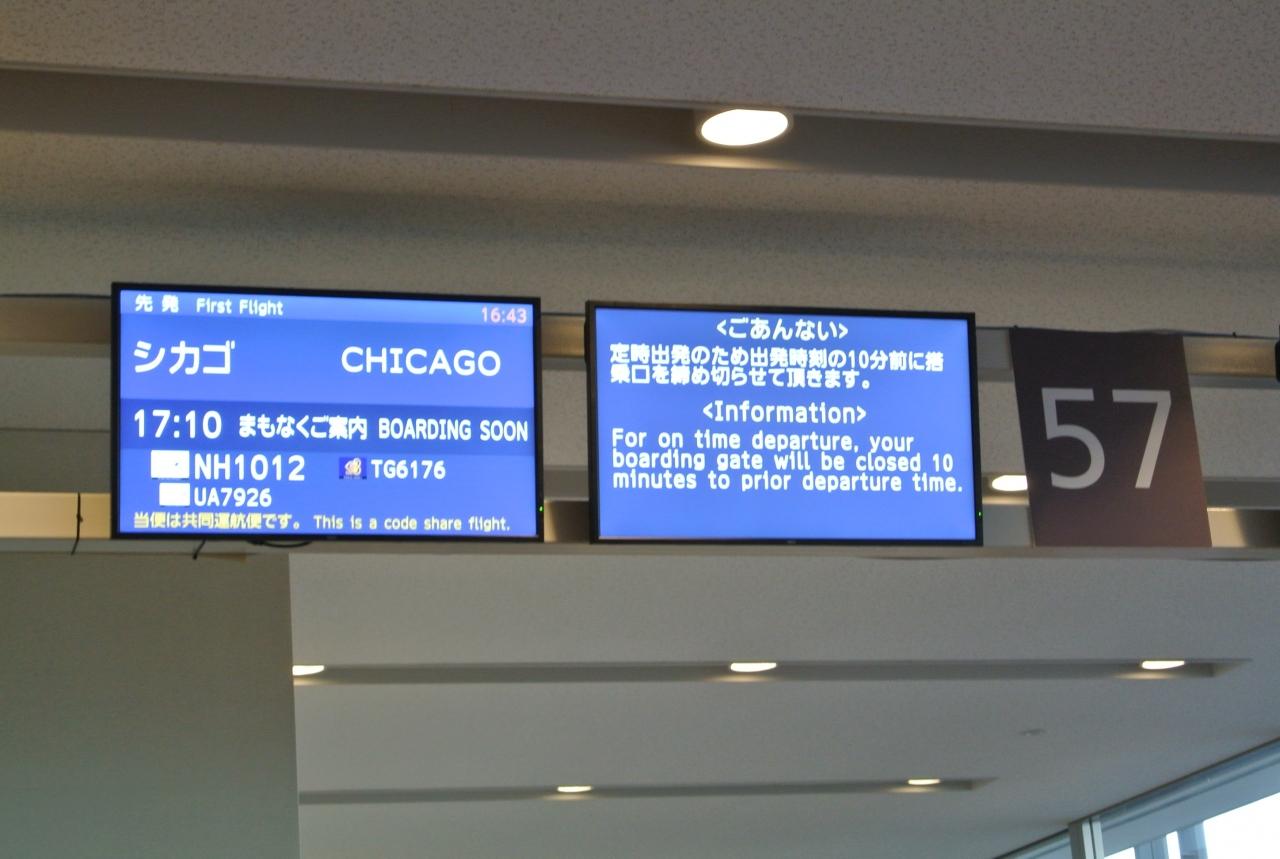 先発 First Flight 16:43
シカゴ CHICAGO
17:10 まもなくご案内 BOARDING SOON
NH1012 TG6176
UA7926
当便は共同運航便です。 This is a code share flight.
<ごあんない>
定時出発のため出発時刻の10分前に搭
乗口を締め切らせて頂きます。
<Information>
For on time departure, your
boarding gate will be closed 10
minutes to prior departure time.
57